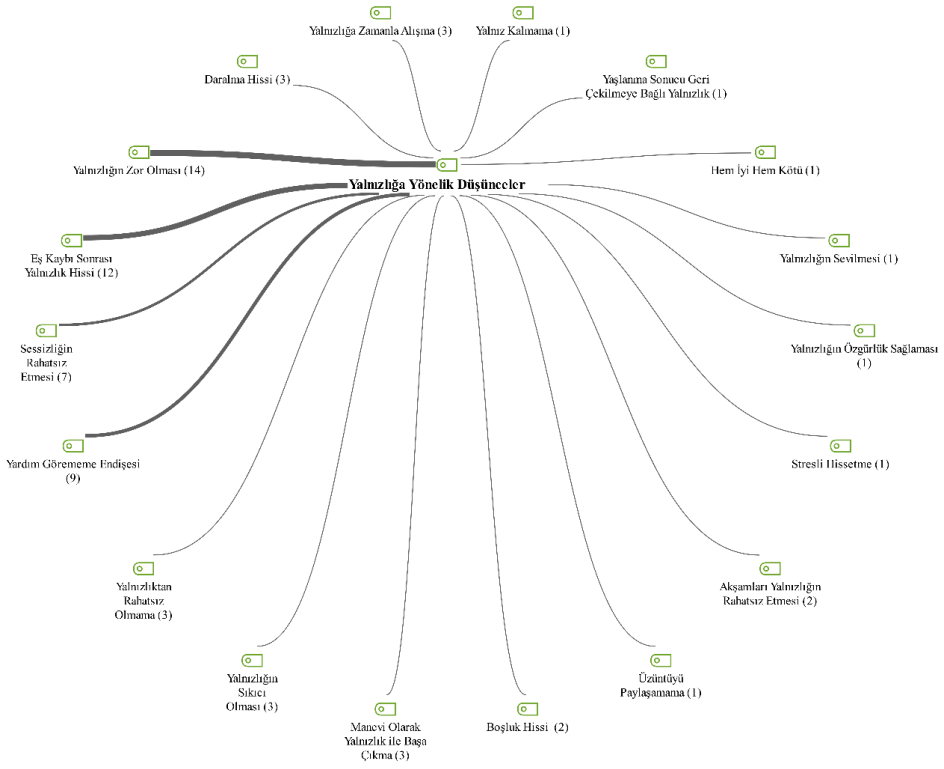 Yalnızlığa Zamanla Alışma (3)
Yalnız Kalmama (1)
Daralma Hissi (3)
Yaşlanma Sonucu Geri
Çekilmeye Bağlı Yalnızlık (1)
Yalnızlığın Zor Olması (14)
Hem İyi Hem Kötü (1)
Yalnızlığa Yönelik Düşünceler
Eş Kaybı Sonrası
Yalnızlık Hissi (12)
Yalnızlığın Sevilmesi (1)
Sessizliğin
Rahatsız
Etmesi (7)
Yalnızlığın Özgürlük Sağlaması
(1)
Yardım Görememe Endişesi
(9)
Stresli Hissetme (1)
Yalnızlıktan
Rahatsız
Olmama (3)
Akşamları Yalnızlığın
Rahatsız Etmesi (2)
Yalnızlığın
Sıkıcı
Olması (3)
Üzüntüyü
Paylaşamama (1)
Manevi Olarak
Yalnızlık ile Başa
Çıkma (3)
Boşluk Hissi (2)